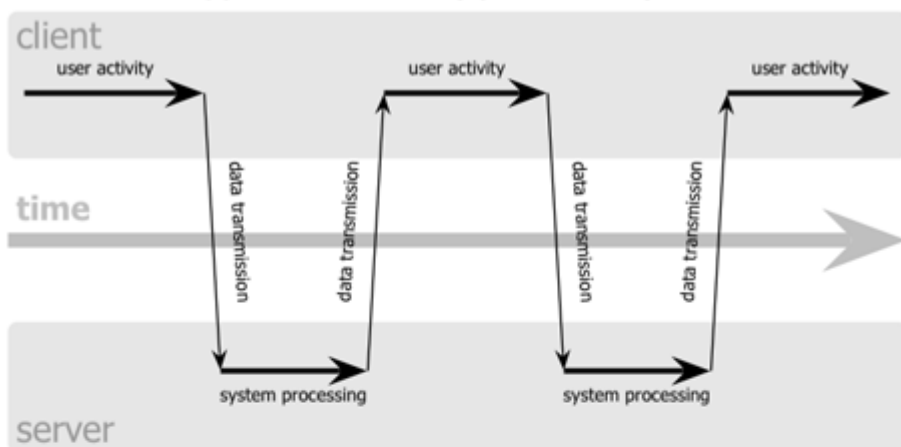 client
user activity
user activity
user activity
data transmission
data transmission
data transmission
data transmission
time
system processing
system processing
server